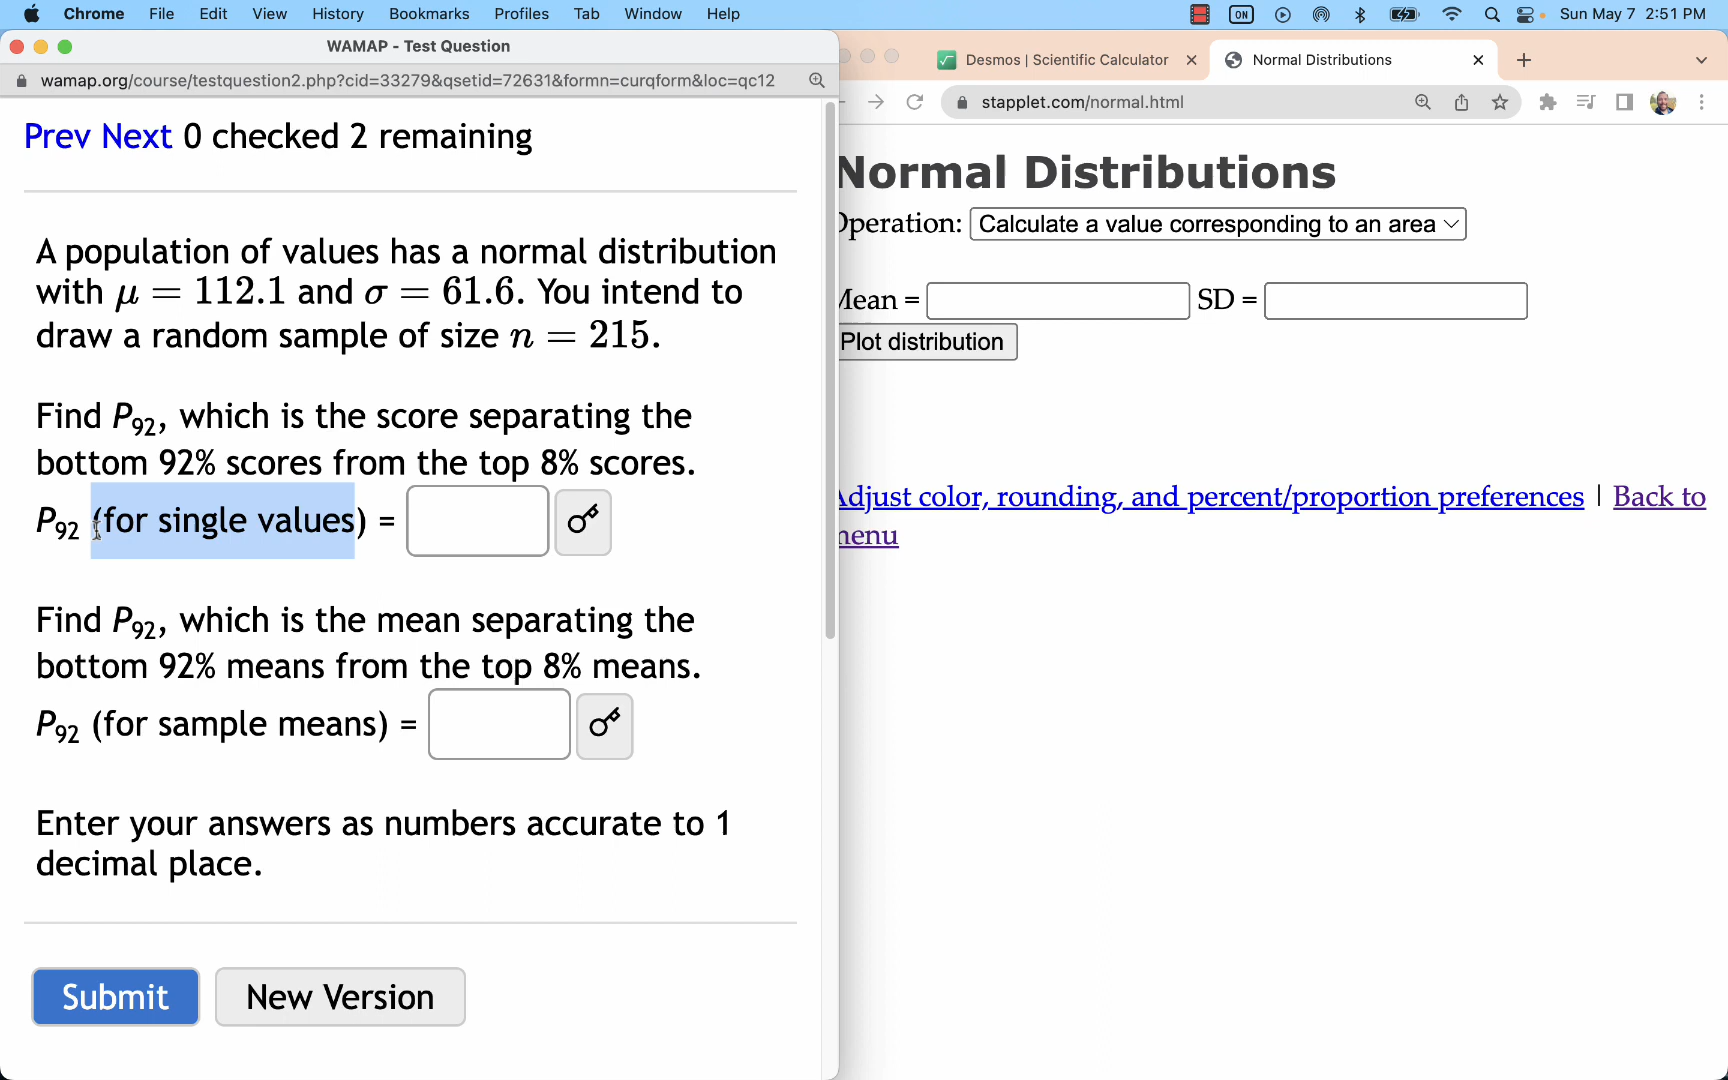 Chrome File Edit View History Bookmarks Profiles Tab Window Help
ON
Sun May 7 2:51 PM
WAMAP - Test Question
wamap.org/course/testquestion2.php?cid=33279&qsetid=72631&formn=curqform&loc=qc12
Prev Next 0 checked 2 remaining
A population of values has a normal distribution
with μ = 112.1 and σ = 61.6. You intend to
draw a random sample of size n = 215.
Find P92, which is the score separating the
bottom 92% scores from the top 8% scores.
P92 (for single values) =
Find P92, which is the mean separating the
bottom 92% means from the top 8% means.
P92 (for sample means) =
Enter your answers as numbers accurate to 1
decimal place.
Submit New Version
Desmos | Scientific Calculator
Normal Distributions
stapplet.com/normal.html
Normal Distributions
Operation: Calculate a value corresponding to an area
Mean = SD =
Plot distribution
Adjust color, rounding, and percent/proportion preferences | Back to
menu